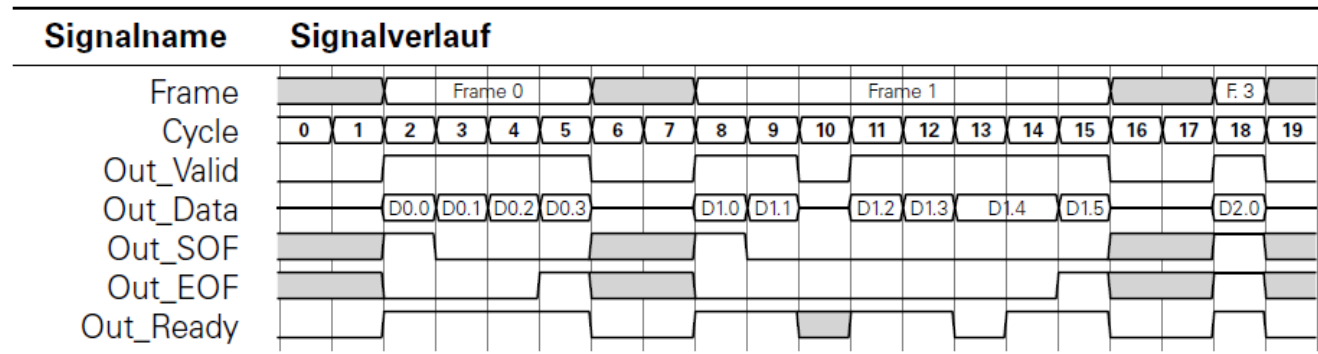 Signalname Signalverlauf
Frame Frame 0 Frame 1 F. 3
Cycle 0 1 2 3 4 5 6 7 8 9 10 11 12 13 14 15 16 17 18 19
Out_Valid
Out_Data D0.0 D0.1 D0.2 D0.3 D1.0 D1.1 D1.2 D1.3 D1.4 D1.5 D2.0
Out_SOF
Out_EOF
Out_Ready